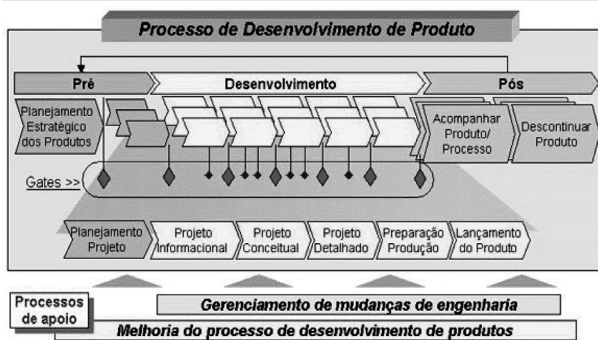 Processo de Desenvolvimento de Produto
Pré
Desenvolvimento
Pós
Planejamento
Estratégico
dos Produtos
Acompanhar
Produto/
Processo
Descontinuar
Produto
Gates >>
Planejamento
Projeto
Projeto
Informacional
Projeto
Conceitual
Projeto
Detalhado
Preparação
Produção
Lançamento
do Produto
Processos
de apoio
Gerenciamento de mudanças de engenharia
Melhoria do processo de desenvolvimento de produtos